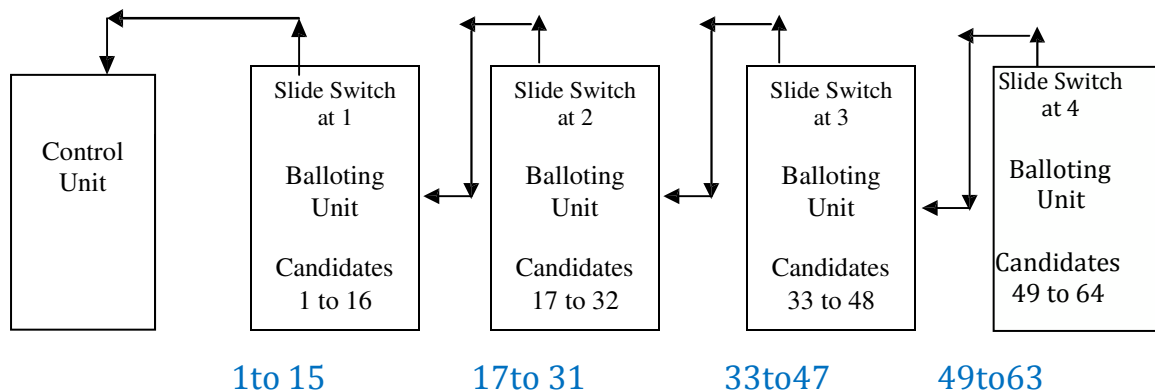 Control
Unit
Slide Switch
at 1
Balloting
Unit
Candidates
1 to 16
Slide Switch
at 2
Balloting
Unit
Candidates
17 to 32
Slide Switch
at 3
Balloting
Unit
Candidates
33 to 48
Slide Switch
at 4
Balloting
Unit
Candidates
49 to 64
1to 15
17to 31
33to47
49to63